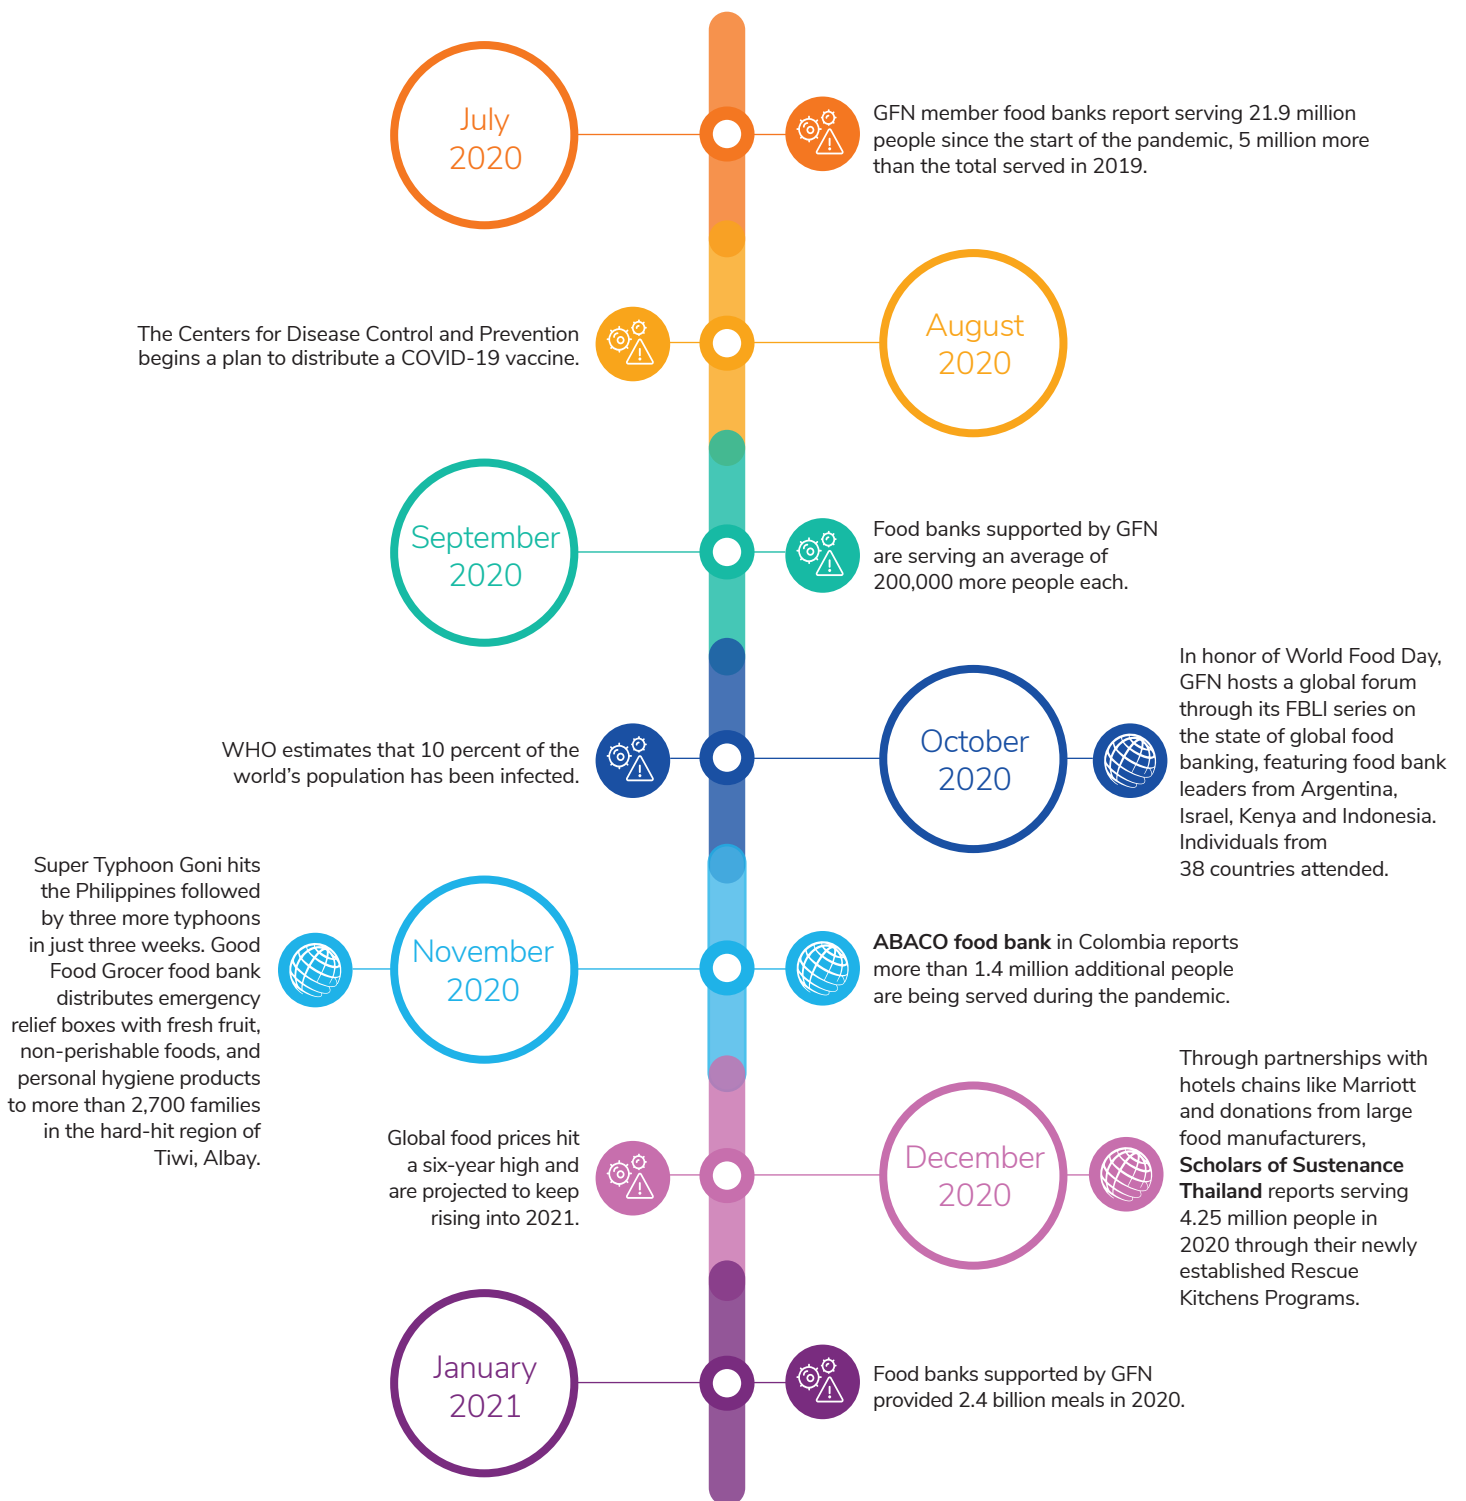 July
2020
GFN member food banks report serving 21.9 million
people since the start of the pandemic, 5 million more
than the total served in 2019.
The Centers for Disease Control and Prevention
begins a plan to distribute a COVID-19 vaccine.
August
2020
September
2020
Food banks supported by GFN
are serving an average of
200,000 more people each.
WHO estimates that 10 percent of the
world’s population has been infected.
October
2020
In honor of World Food Day,
GFN hosts a global forum
through its FBLI series on
the state of global food
banking, featuring food bank
leaders from Argentina,
Israel, Kenya and Indonesia.
Individuals from
38 countries attended.
Super Typhoon Goni hits
the Philippines followed
by three more typhoons
in just three weeks. Good
Food Grocer food bank
distributes emergency
relief boxes with fresh fruit,
non-perishable foods, and
personal hygiene products
to more than 2,700 families
in the hard-hit region of
Tiwi, Albay.
November
2020
ABACO food bank in Colombia reports
more than 1.4 million additional people
are being served during the pandemic.
Global food prices hit
a six-year high and
are projected to keep
rising into 2021.
December
2020
Through partnerships with
hotels chains like Marriott
and donations from large
food manufacturers,
Scholars of Sustenance
Thailand reports serving
4.25 million people in
2020 through their newly
established Rescue
Kitchens Programs.
January
2021
Food banks supported by GFN
provided 2.4 billion meals in 2020.